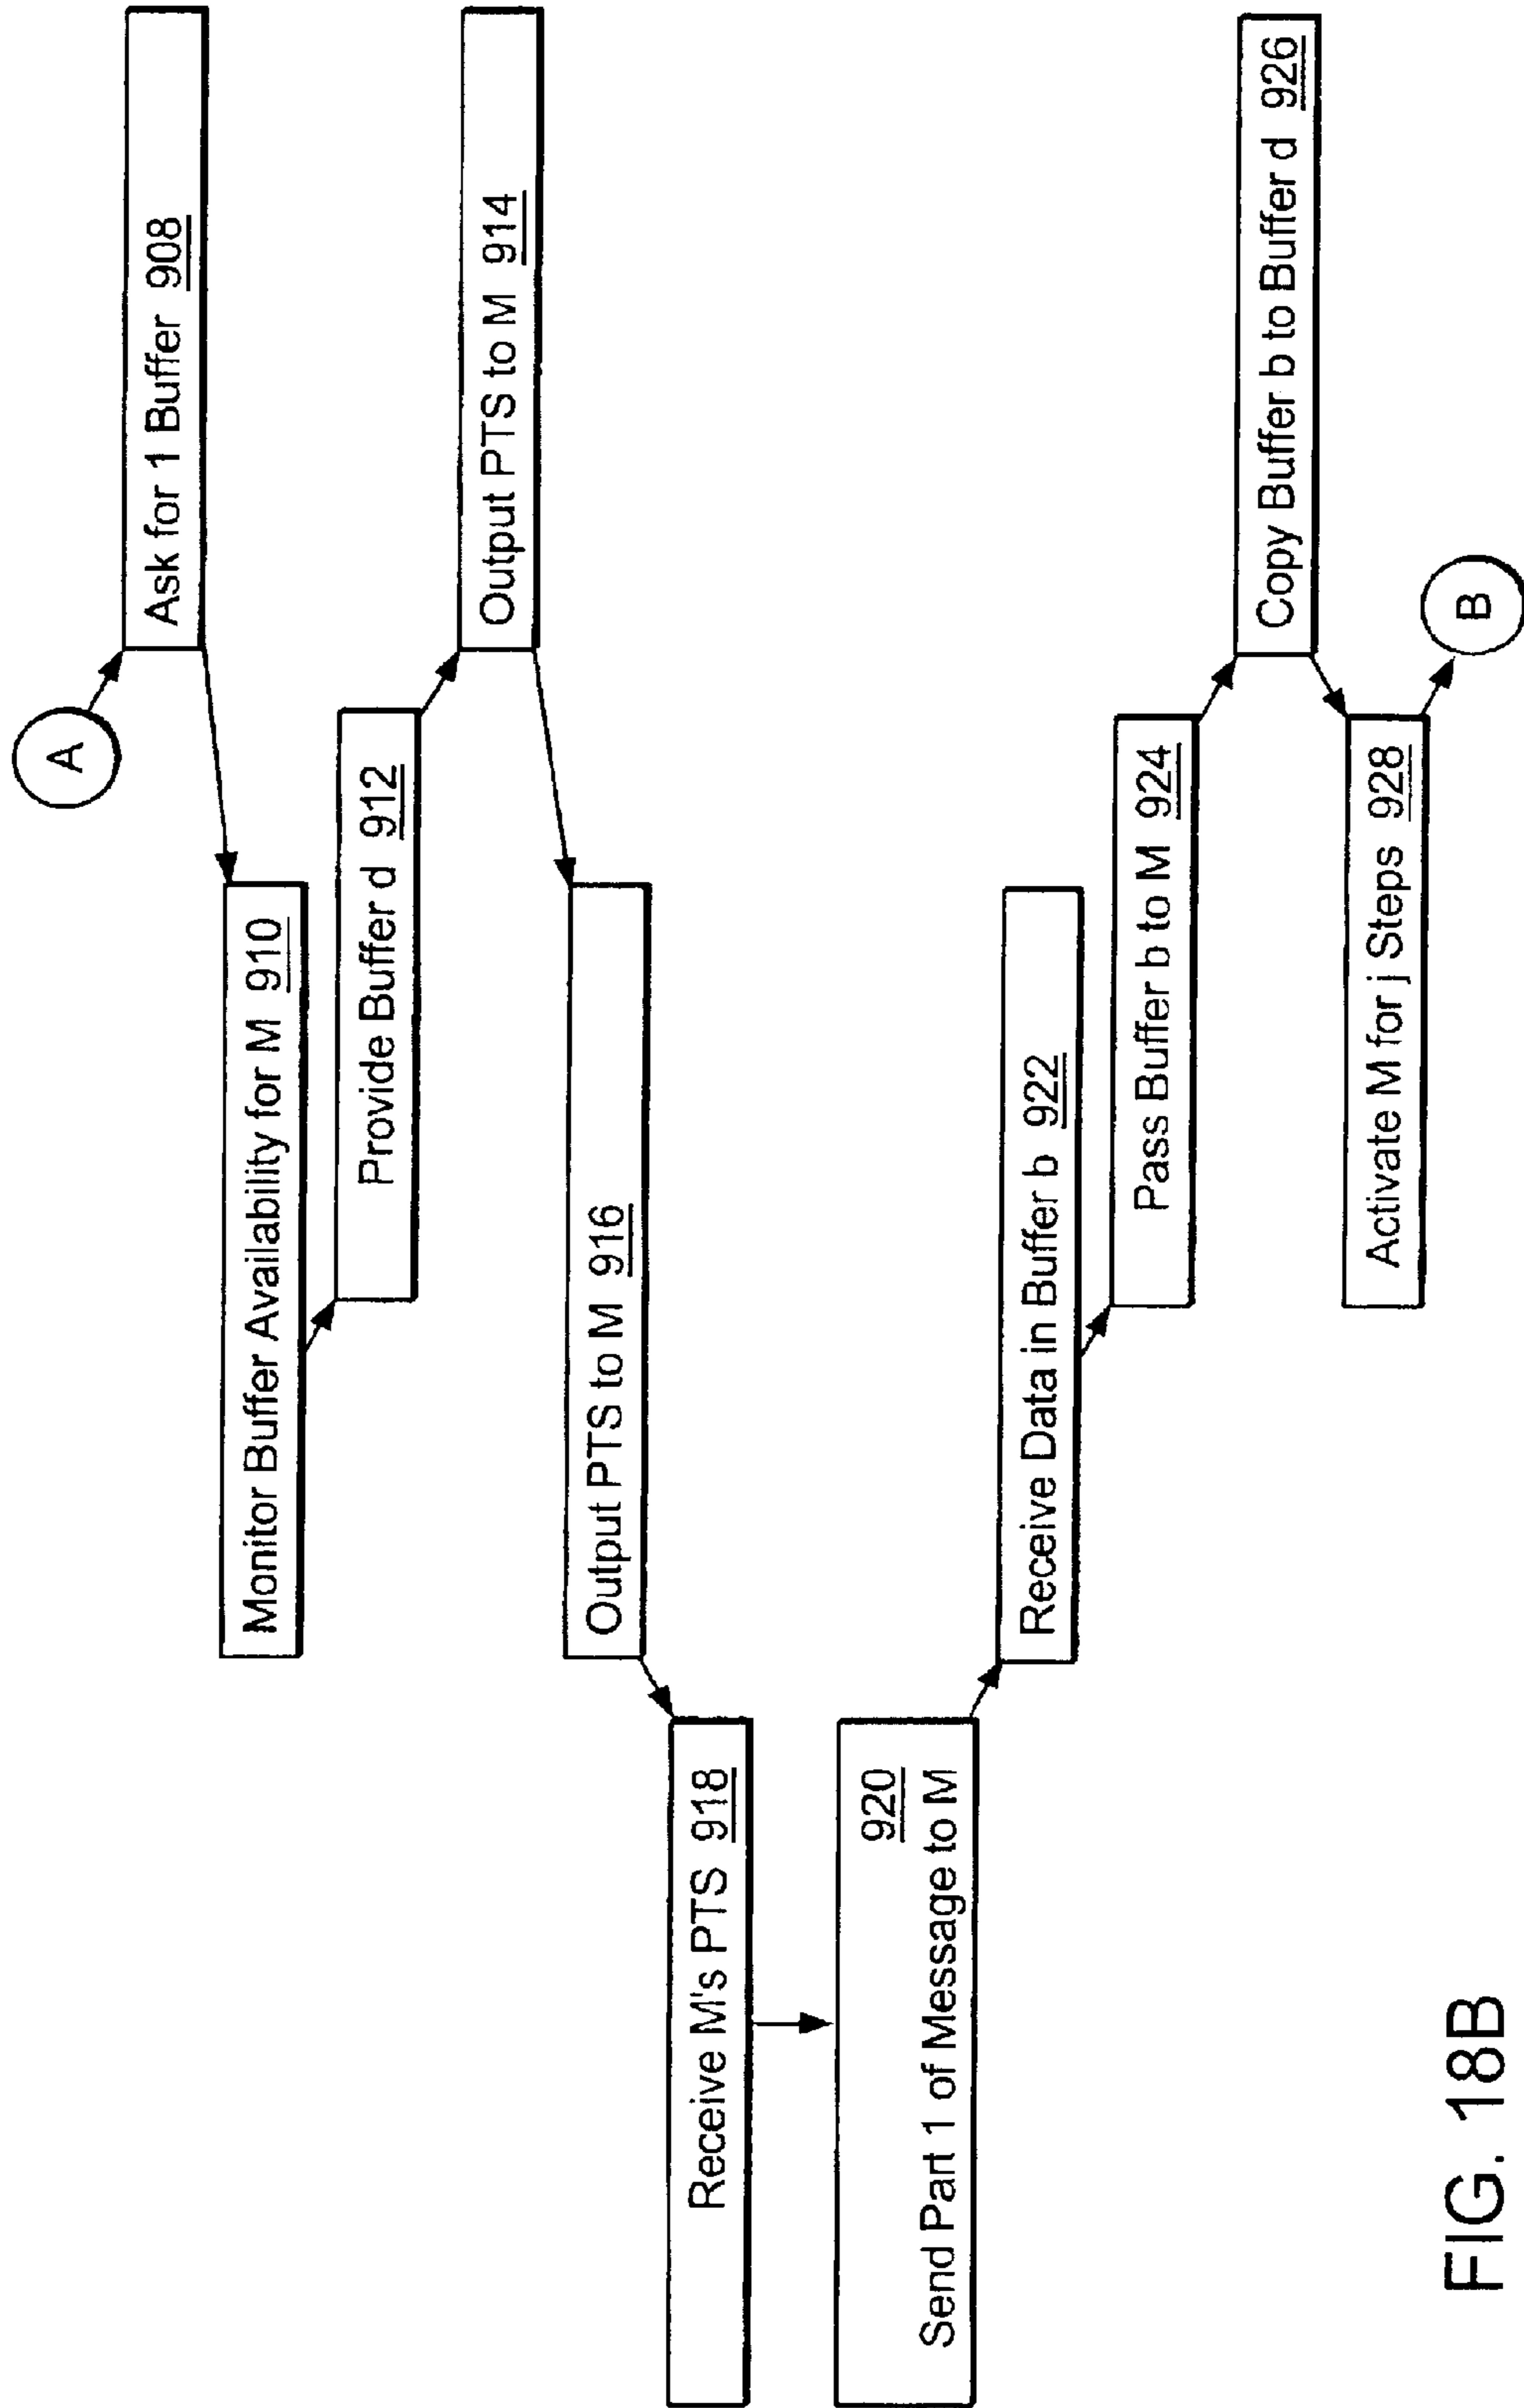 A
Ask for 1 Buffer 908
Monitor Buffer Availability for M 910
Provide Buffer d 912
Output PTS to M 914
Output PTS to M 916
Receive M's PTS 918
920
Send Part 1 of Message to M
Receive Data in Buffer b 922
Pass Buffer b to M 924
Copy Buffer b to Buffer d 926
Activate M for j Steps 928
B
FIG. 18B